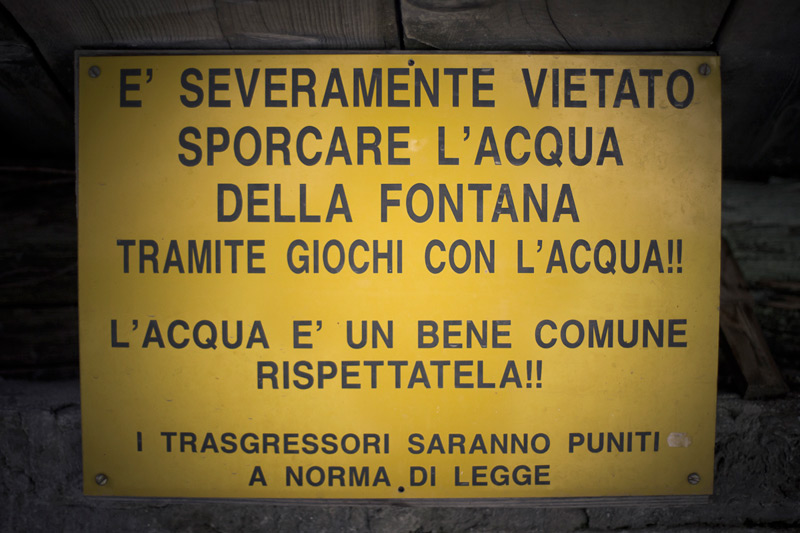 E' SEVERAMENTE VIETATO
SPORCARE L'ACQUA
DELLA FONTANA
TRAMITE GIOCHI CON L'ACQUA!!
L'ACQUA E' UN BENE COMUNE
RISPETTATELA!!
I TRASGRESSORI SARANNO PUNITI
A NORMA DI LEGGE